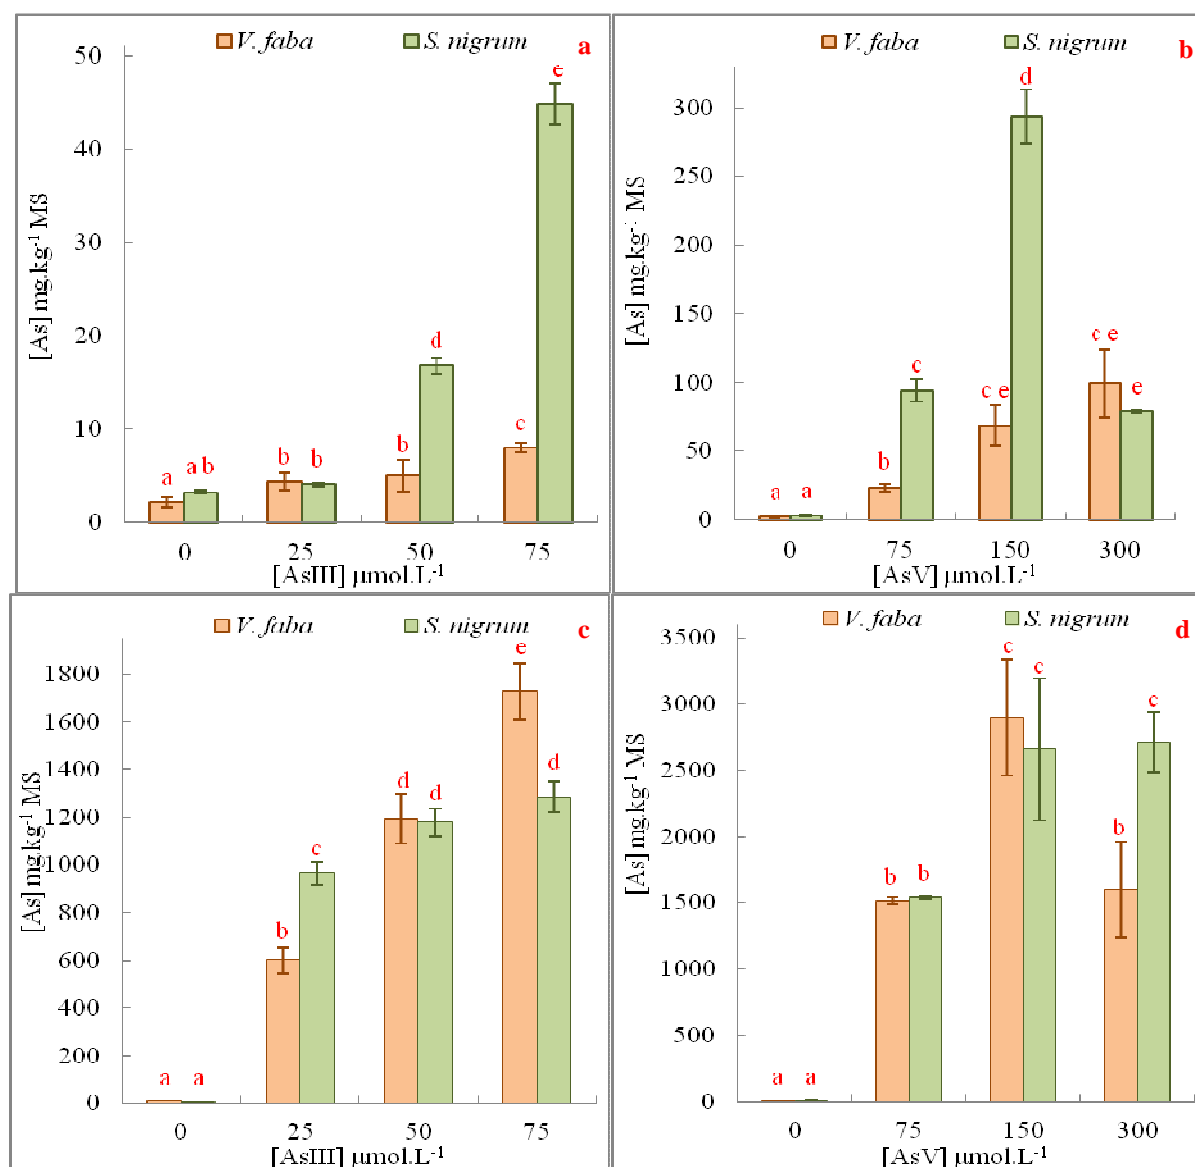 V. faba S. nigrum a
[As] mg.kg-1 MS
50
40
30
20
10
0
a
a b
b
b
b
d
c
e
0 25 50 75
[AsIII] µmol.L-1
V. faba S. nigrum b
[As] mg.kg-1 MS
300
250
200
150
100
50
0
a
a
b
c
c e
d
c e
e
0 75 150 300
[AsV] µmol.L-1
V. faba S. nigrum c
[As] mg.kg-1 MS
1800
1600
1400
1200
1000
800
600
400
200
0
a
a
b
c
d
d
e
d
0 25 50 75
[AsIII] µmol.L-1
V. faba S. nigrum d
[As] mg.kg-1 MS
3500
3000
2500
2000
1500
1000
500
0
a
a
b
b
c
c
b
c
0 75 150 300
[AsV] µmol.L-1